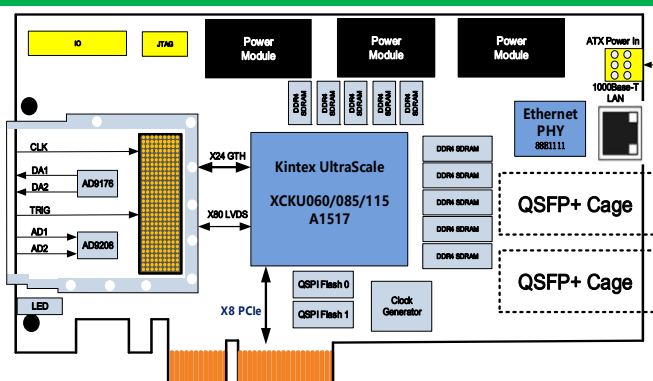 IO
JTAG
Power
Module
Power
Module
Power
Module
ATX Power In
1000Base-T
LAN
DDR4
SDRAM
DDR4
SDRAM
DDR4
SDRAM
DDR4
SDRAM
DDR4
SDRAM
Ethernet
PHY
88E1111
CLK
DA1
DA2
AD9176
TRIG
AD1
AD2
AD9208
X24 GTH
X80 LVDS
Kintex UltraScale
XCKU060/085/115
A1517
DDR4 SDRAM
DDR4 SDRAM
DDR4 SDRAM
DDR4 SDRAM
DDR4 SDRAM
QSFP+ Cage
QSFP+ Cage
LED
X8 PCIe
QSPI Flash 0
QSPI Flash 1
Clock
Generator